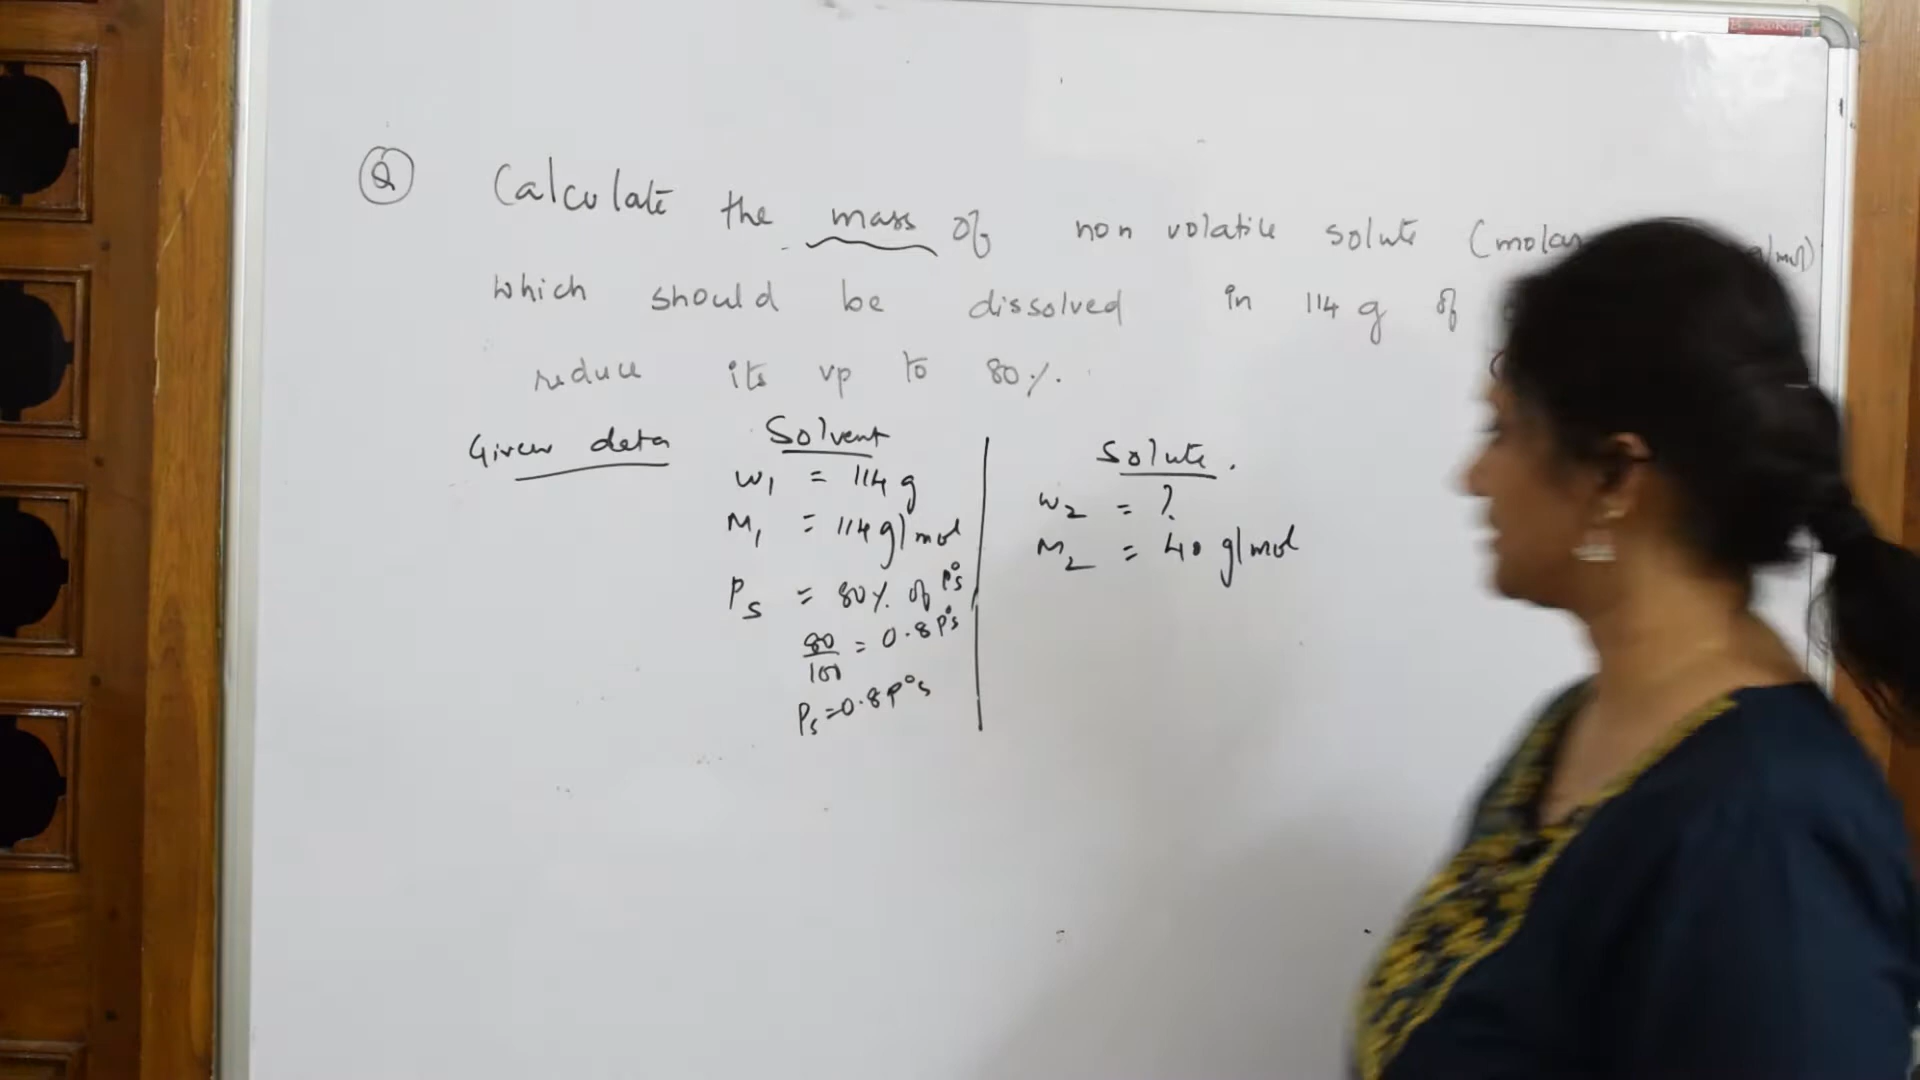 Q Calculate the mass of non volatile solute (molar g/mol)
which should be dissolved in 114 g of
reduce its vp to 80%.
Given data Solvent Solute.
w1 = 114 g w2 = ?
M1 = 114 g/mol M2 = 40 g/mol
Ps = 80% of P°s
80/100 = 0.8 P°s
Ps = 0.8 P°s